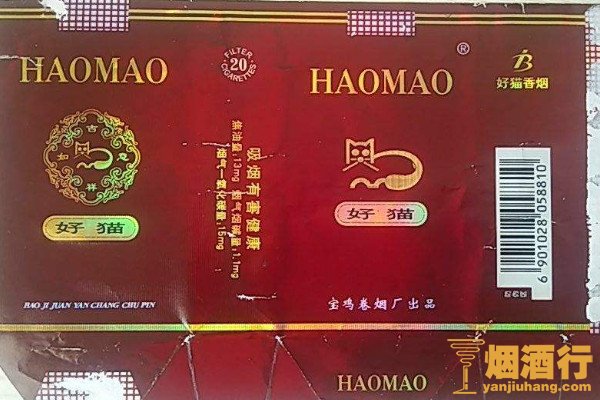 HAOMAO
好猫
BAO JI JUAN YAN CHANG CHU PIN
FILTER
20
CIGARETTES
吸烟有害健康
焦油量:13mg 烟气烟碱量:1.1mg
烟气一氧化碳量:15mg
HAOMAO
®
好猫
宝鸡卷烟厂出品
好猫香烟
6 901028 058810
HAOMAO
烟酒行
yanjiuhang.com